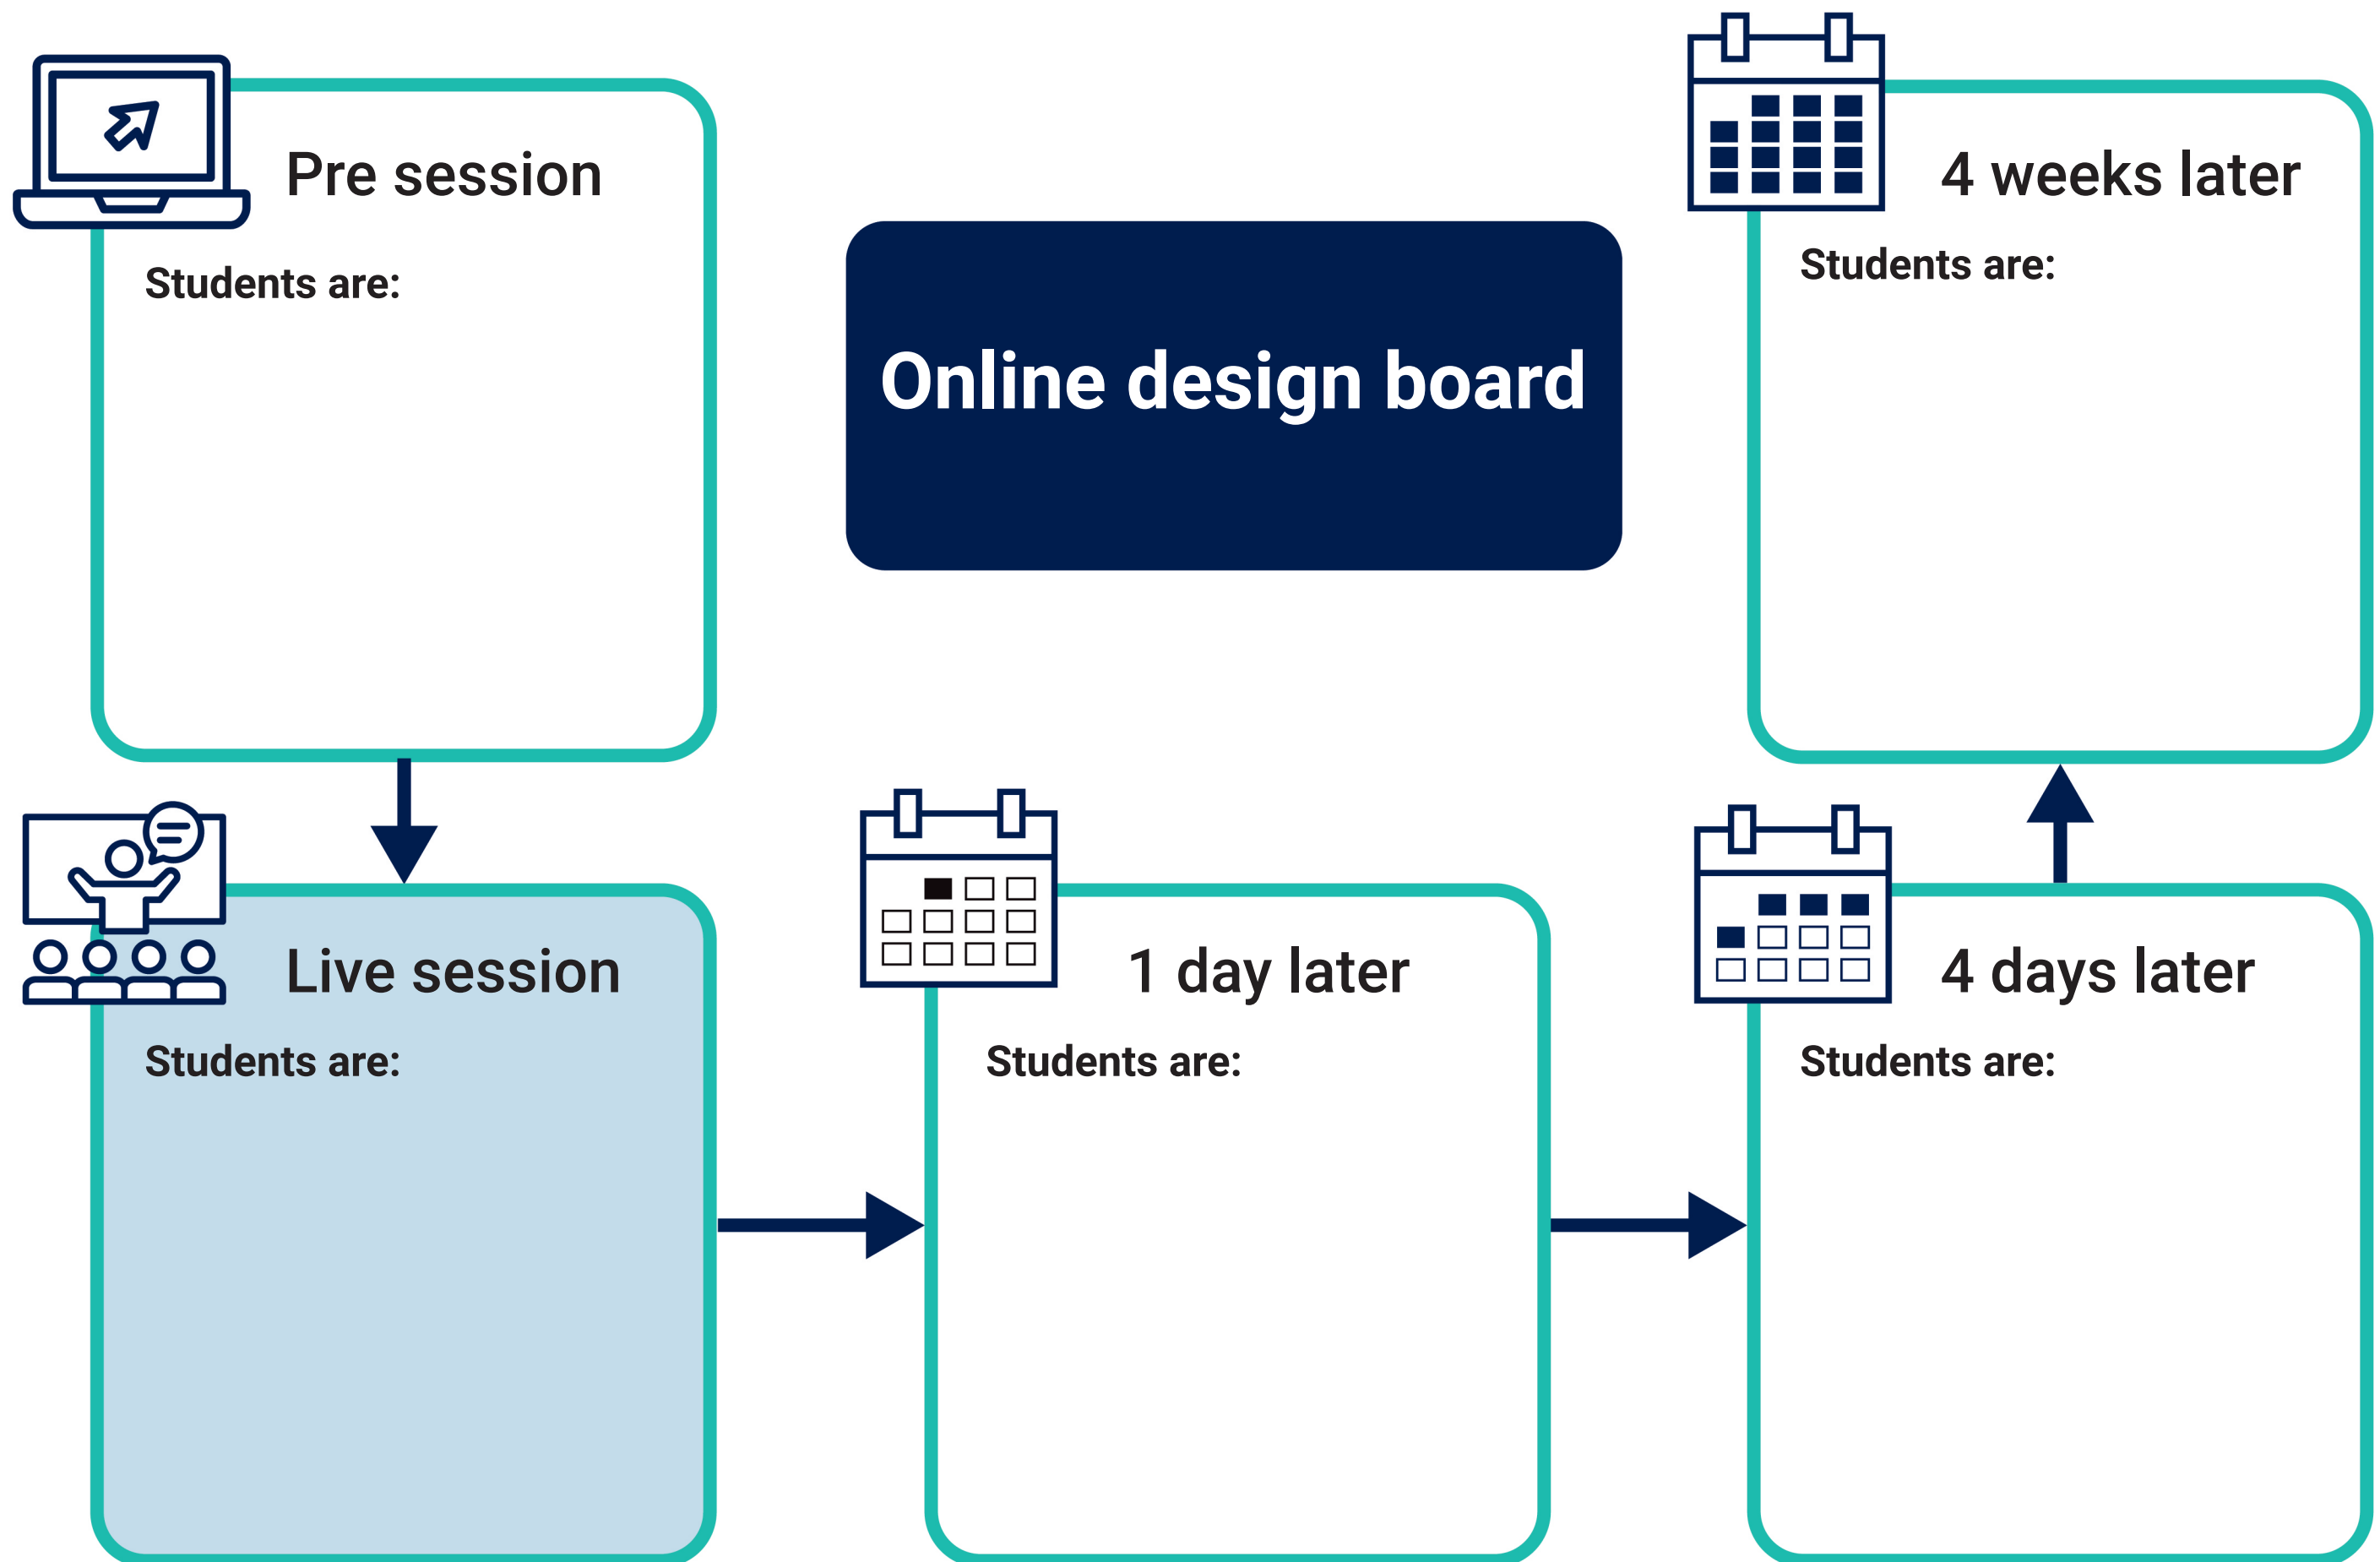 Pre session
Students are:
Online design board
4 weeks later
Students are:
Live session
Students are:
1 day later
Students are:
4 days later
Students are: